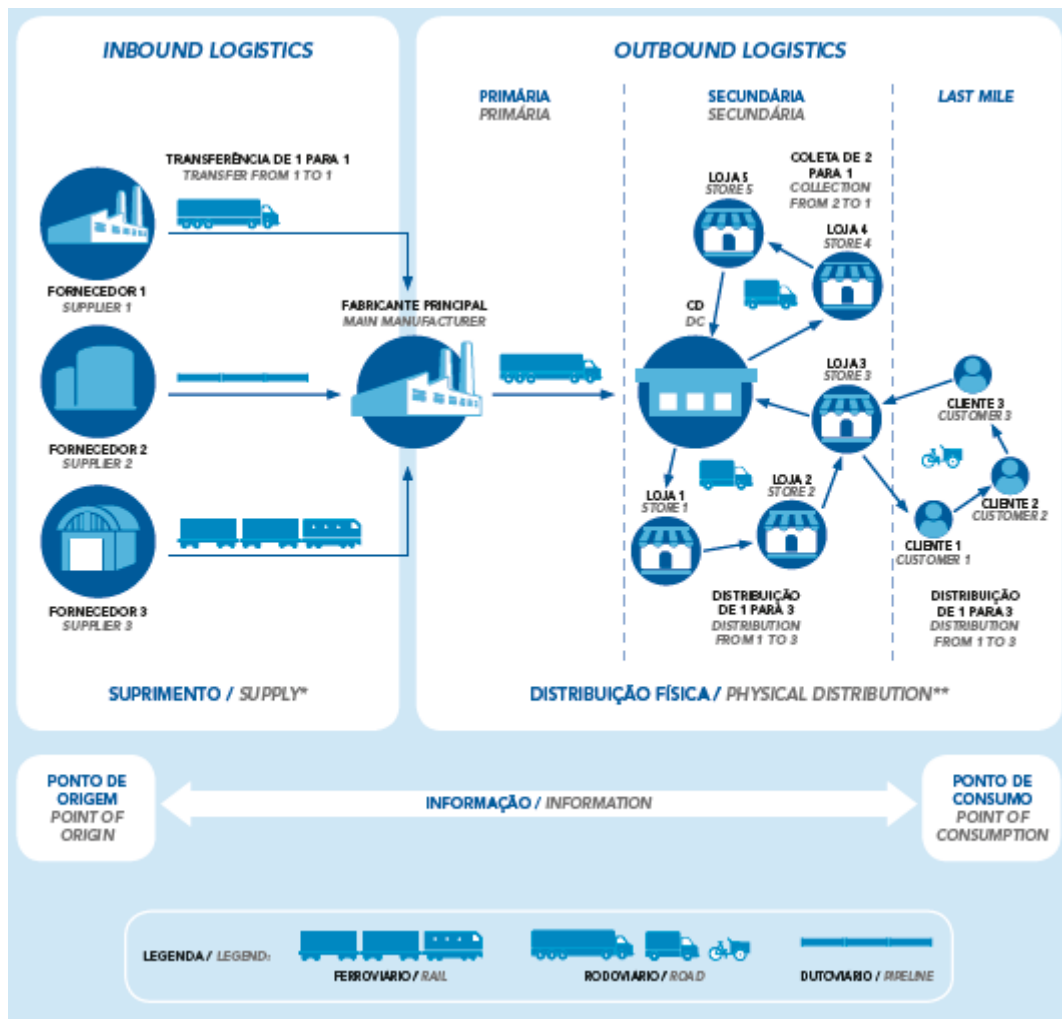 INBOUND LOGISTICS
TRANSFERÊNCIA DE 1 PARA 1
TRANSFER FROM 1 TO 1
FORNECEDOR 1
SUPPLIER 1
FORNECEDOR 2
SUPPLIER 2
FORNECEDOR 3
SUPPLIER 3
FABRICANTE PRINCIPAL
MAIN MANUFACTURER
SUPRIMENTO / SUPPLY*
OUTBOUND LOGISTICS
PRIMÁRIA
PRIMÁRIA
SECUNDÁRIA
SECUNDÁRIA
LAST MILE
LOJA 5
STORE 5
COLETA DE 2
PARA 1
COLLECTION
FROM 2 TO 1
LOJA 4
STORE 4
CD
DC
LOJA 3
STORE 3
LOJA 1
STORE 1
LOJA 2
STORE 2
CLIENTE 3
CUSTOMER 3
CLIENTE 2
CUSTOMER 2
CLIENTE 1
CUSTOMER 1
DISTRIBUIÇÃO
DE 1 PARÁ 3
DISTRIBUTION
FROM 1 TO 3
DISTRIBUIÇÃO
DE 1 PARÁ 3
DISTRIBUTION
FROM 1 TO 3
DISTRIBUIÇÃO FÍSICA / PHYSICAL DISTRIBUTION**
PONTO DE
ORIGEM
POINT OF
ORIGIN
INFORMAÇÃO / INFORMATION
PONTO DE
CONSUMO
POINT OF
CONSUMPTION
LEGENDA / LEGEND:
FERROVIARIO / RAIL
RODOVIARIO / ROAD
DUTOVIARIO / PIPELINE